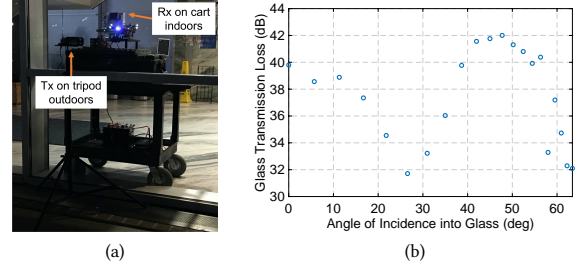 Rx on cart
indoors
Tx on tripod
outdoors
(a)
Glass Transmission Loss (dB)
44
42
40
38
36
34
32
30
0
10
20
30
40
50
60
Angle of Incidence into Glass (deg)
(b)